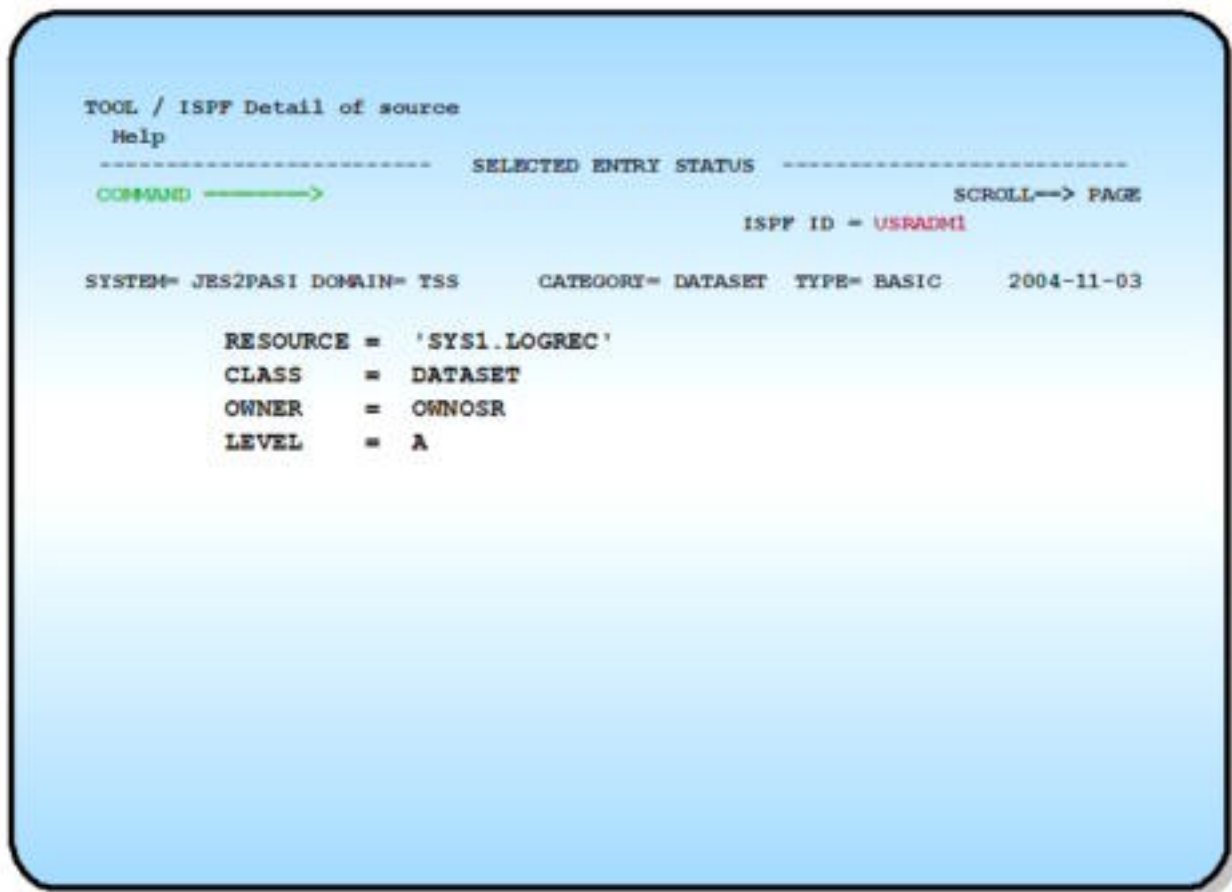 TOOL / ISPF Detail of source
Help
------------------------- SELECTED ENTRY STATUS --------------------------
COMMAND ========> SCROLL==> PAGE
ISPF ID = USRADM1
SYSTEM= JES2PASI DOMAIN= TSS CATEGORY= DATASET TYPE= BASIC 2004-11-03
RESOURCE = 'SYS1.LOGREC'
CLASS = DATASET
OWNER = OWNOSR
LEVEL = A